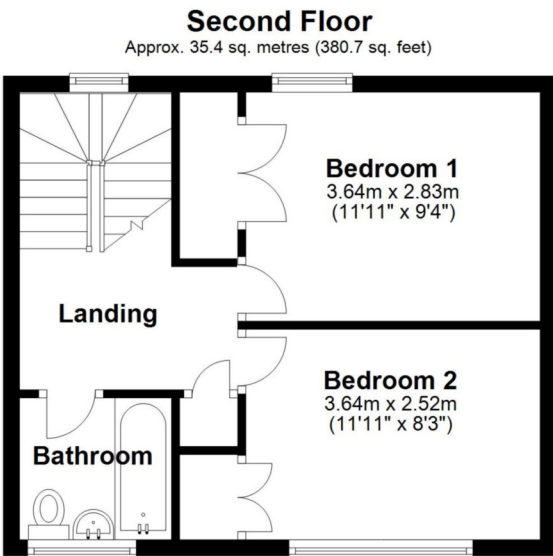 Second Floor
Approx. 35.4 sq. metres (380.7 sq. feet)
Bedroom 1
3.64m x 2.83m
(11'11" x 9'4")
Landing
Bedroom 2
3.64m x 2.52m
(11'11" x 8'3")
Bathroom